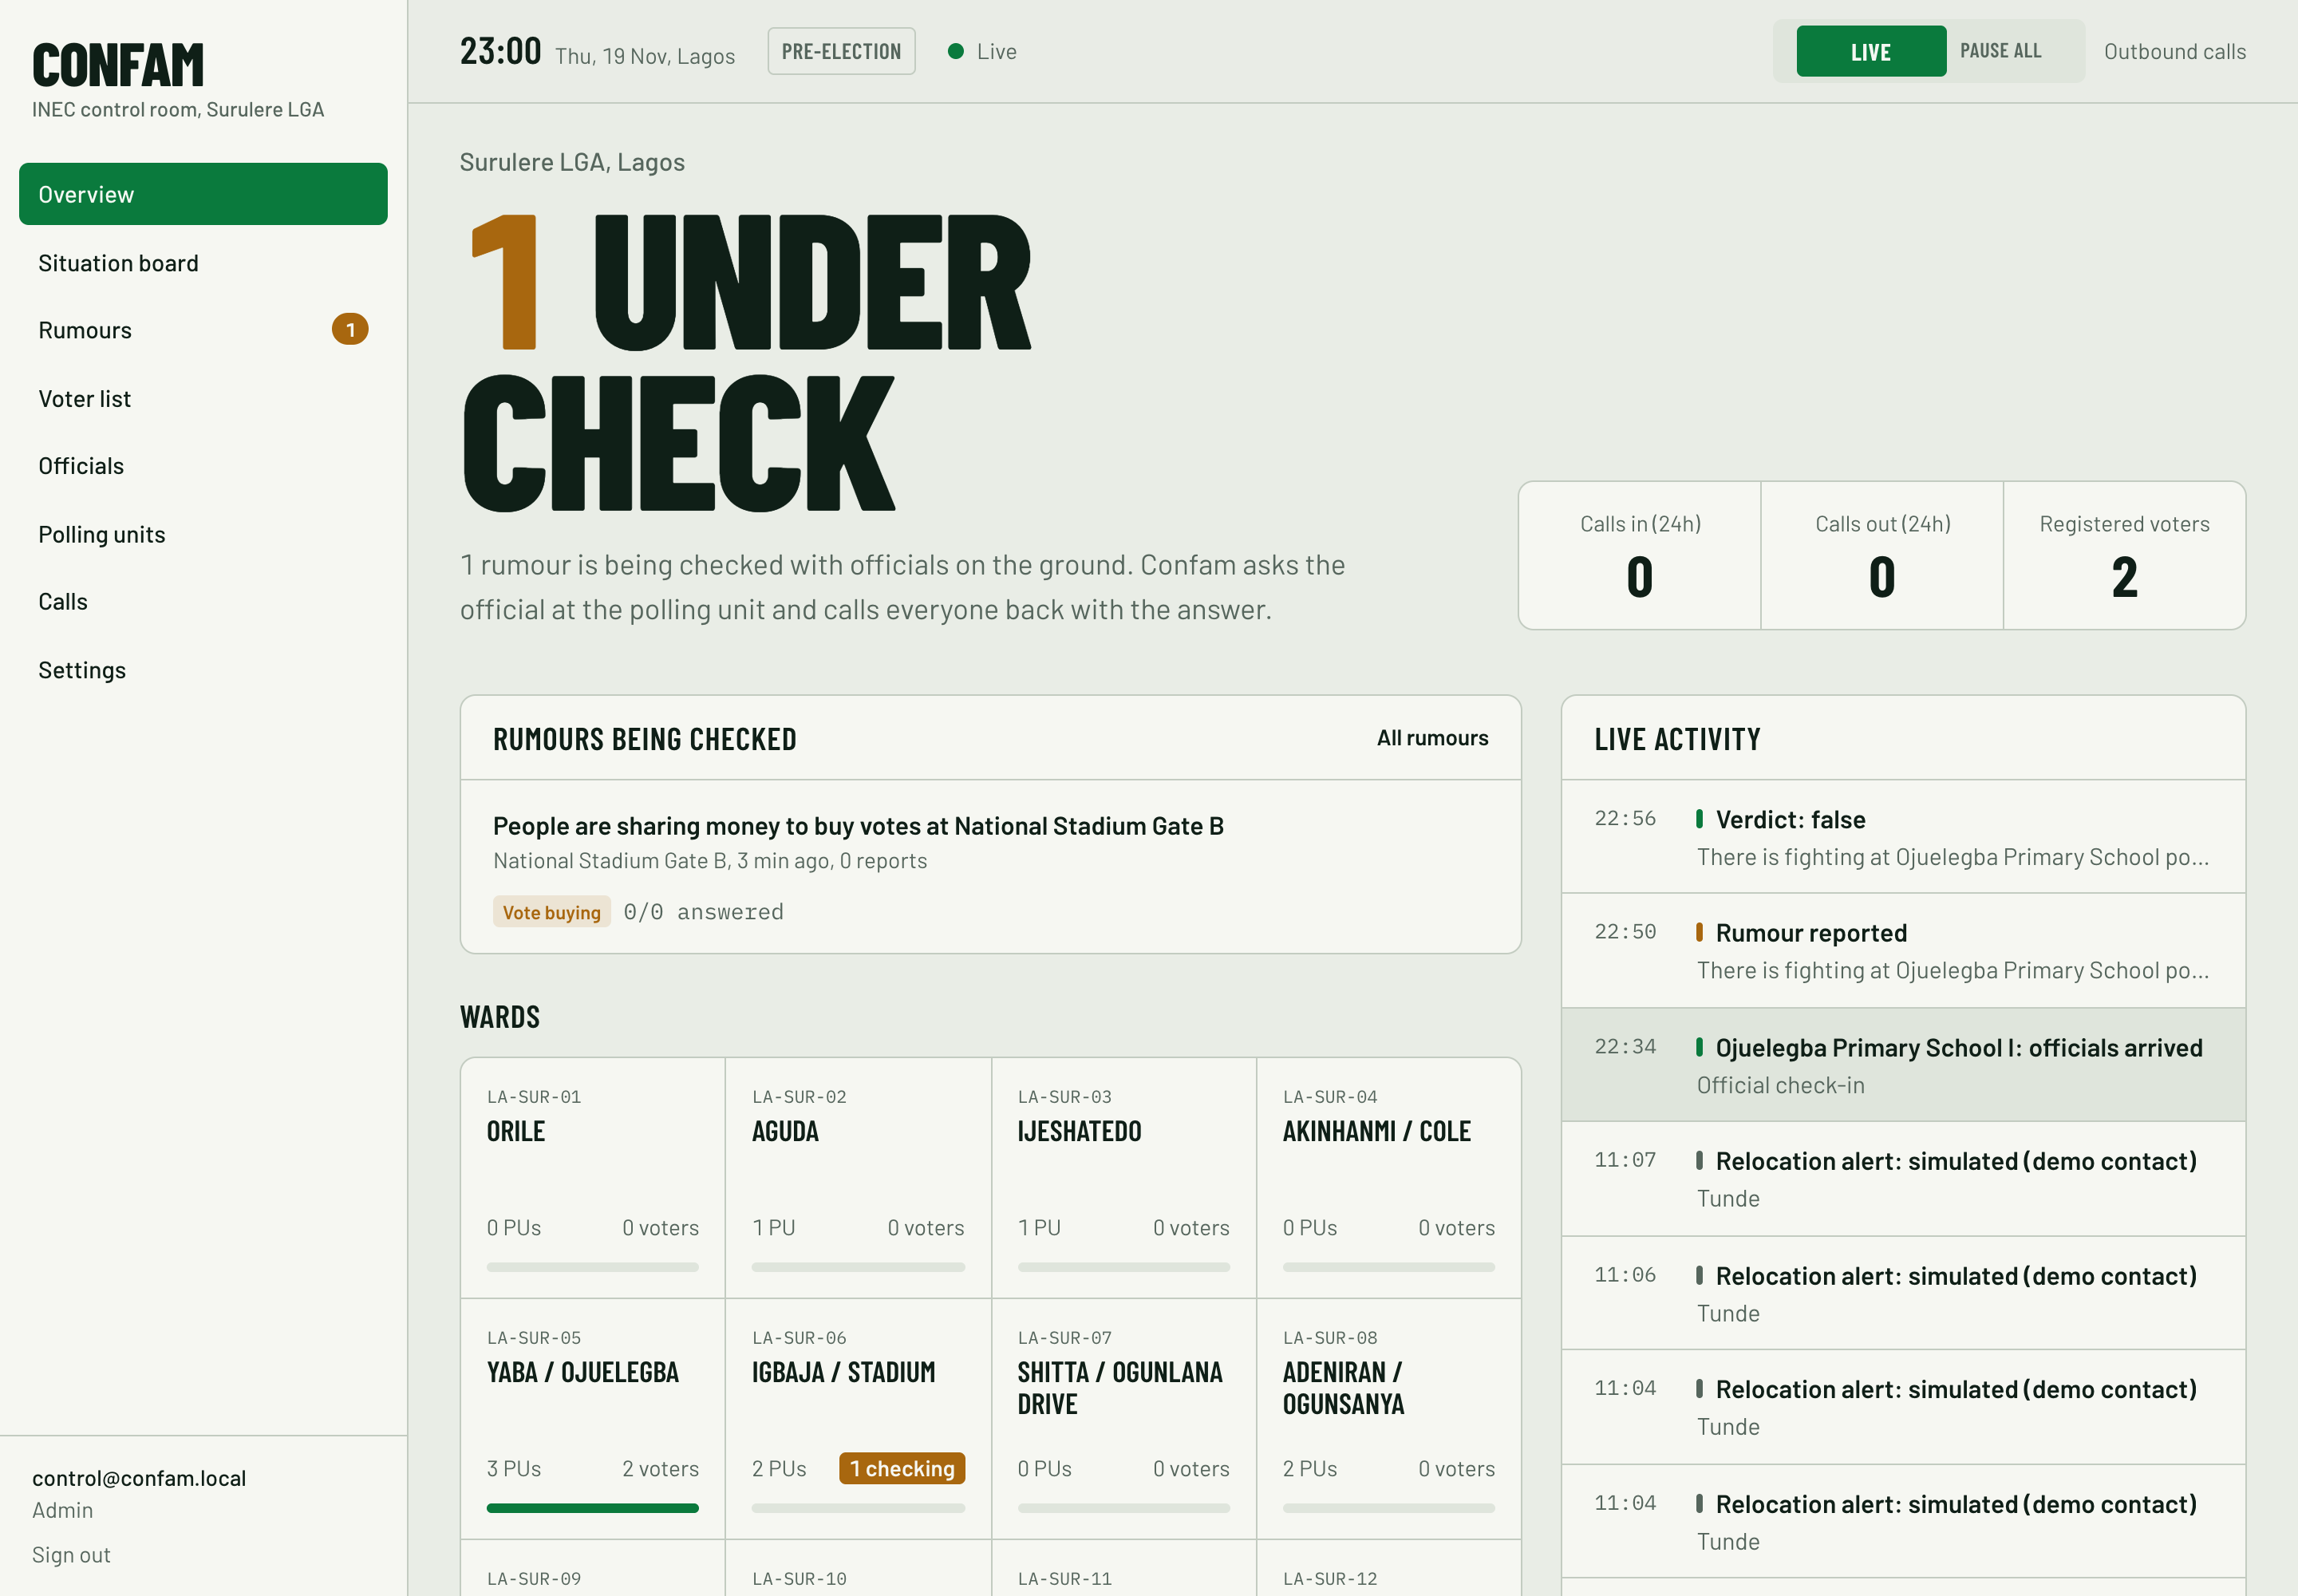 CONFAM
INEC control room, Surulere LGA
Overview
Situation board
Rumours 1
Voter list
Officials
Polling units
Calls
Settings
control@confam.local
Admin
Sign out
23:00 Thu, 19 Nov, Lagos PRE-ELECTION Live LIVE PAUSE ALL Outbound calls
Surulere LGA, Lagos
1 UNDER
CHECK
1 rumour is being checked with officials on the ground. Confam asks the
official at the polling unit and calls everyone back with the answer.
Calls in (24h) Calls out (24h) Registered voters
0 0 2
RUMOURS BEING CHECKED All rumours
People are sharing money to buy votes at National Stadium Gate B
National Stadium Gate B, 3 min ago, 0 reports
Vote buying 0/0 answered
WARDS
LA-SUR-01 LA-SUR-02 LA-SUR-03 LA-SUR-04
ORILE AGUDA IJESHATEDO AKINHANMI / COLE
0 PUs 0 voters 1 PU 0 voters 1 PU 0 voters 0 PUs 0 voters
LA-SUR-05 LA-SUR-06 LA-SUR-07 LA-SUR-08
YABA / OJUELEGBA IGBAJA / STADIUM SHITTA / OGUNLANA ADENIRAN /
DRIVE OGUNSANYA
3 PUs 2 voters 2 PUs 1 checking 0 PUs 0 voters 2 PUs 0 voters
LA-SUR-09 LA-SUR-10 LA-SUR-11 LA-SUR-12
LIVE ACTIVITY
22:56 Verdict: false
There is fighting at Ojuelegba Primary School po...
22:50 Rumour reported
There is fighting at Ojuelegba Primary School po...
22:34 Ojuelegba Primary School I: officials arrived
Official check-in
11:07 Relocation alert: simulated (demo contact)
Tunde
11:06 Relocation alert: simulated (demo contact)
Tunde
11:04 Relocation alert: simulated (demo contact)
Tunde
11:04 Relocation alert: simulated (demo contact)
Tunde